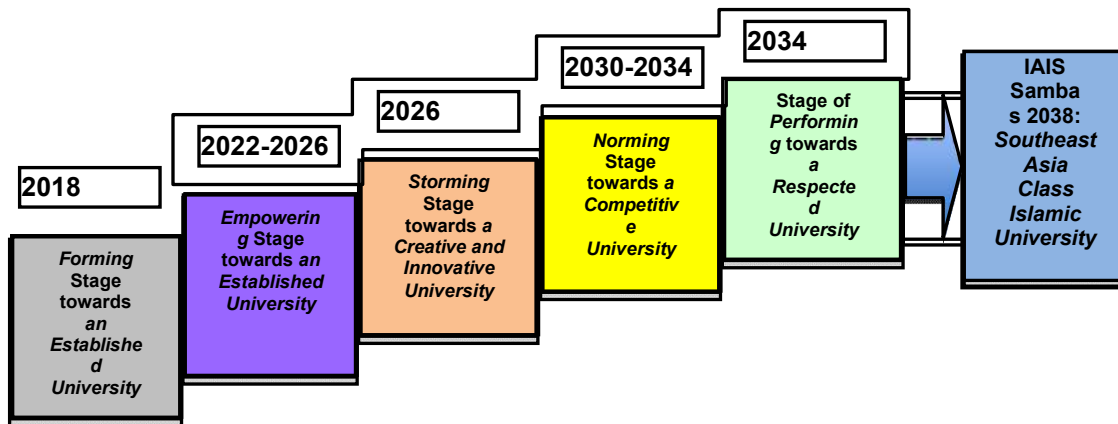 2018
Forming
Stage
towards
an
Establishe
d
University
2022-2026
Empowerin
g Stage
towards an
Established
University
2026
Storming
Stage
towards a
Creative and
Innovative
University
2030-2034
Norming
Stage
towards a
Competitiv
e
University
2034
Stage of
Performin
g towards
a
Respecte
d
University
IAIS
Samba
s 2038:
Southeast
Asia
Class
Islamic
University